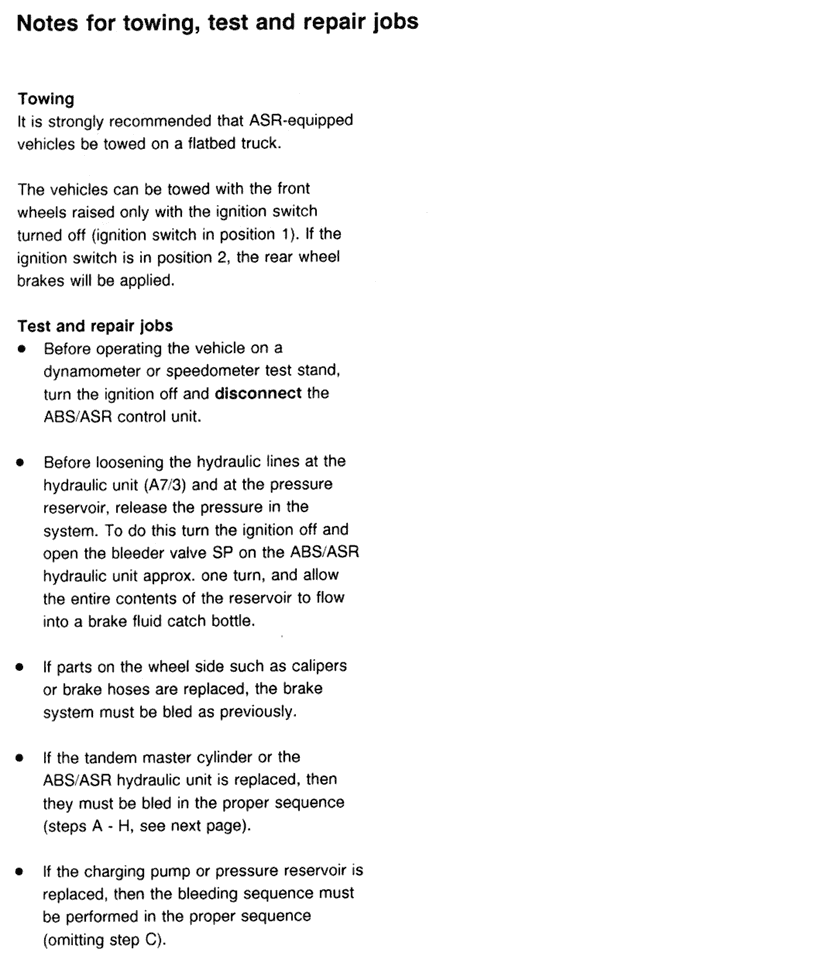 Notes for towing, test and repair jobs
Towing
It is strongly recommended that ASR-equipped
vehicles be towed on a flatbed truck.
The vehicles can be towed with the front
wheels raised only with the ignition switch
turned off (ignition switch in position 1). If the
ignition switch is in position 2, the rear wheel
brakes will be applied.
Test and repair jobs
● Before operating the vehicle on a
dynamometer or speedometer test stand,
turn the ignition off and disconnect the
ABS/ASR control unit.
● Before loosening the hydraulic lines at the
hydraulic unit (A7/3) and at the pressure
reservoir, release the pressure in the
system. To do this turn the ignition off and
open the bleeder valve SP on the ABS/ASR
hydraulic unit approx. one turn, and allow
the entire contents of the reservoir to flow
into a brake fluid catch bottle.
● If parts on the wheel side such as calipers
or brake hoses are replaced, the brake
system must be bled as previously.
● If the tandem master cylinder or the
ABS/ASR hydraulic unit is replaced, then
they must be bled in the proper sequence
(steps A - H, see next page).
● If the charging pump or pressure reservoir is
replaced, then the bleeding sequence must
be performed in the proper sequence
(omitting step C).